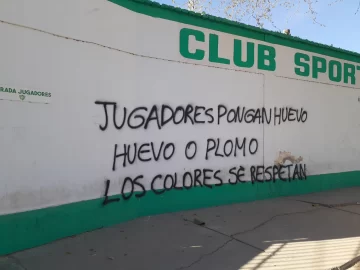 CLUB SPORT
RADA JUGADORES
JUGADORES PONGAN HUEVO
HUEVO O PLOMO
LOS COLORES SE RESPETAN